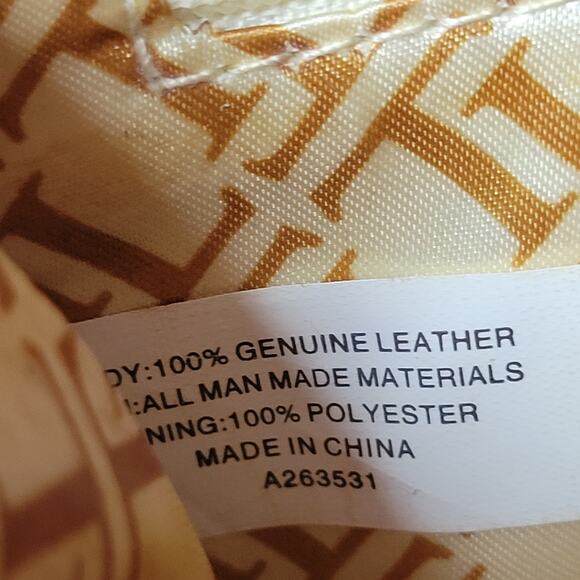 DY:100% GENUINE LEATHER
:ALL MAN MADE MATERIALS
NING:100% POLYESTER
MADE IN CHINA
A263531